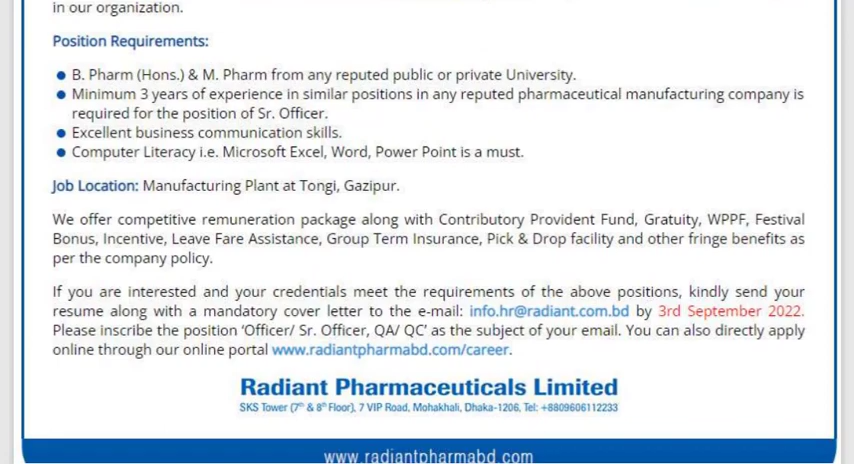 in our organization.
Position Requirements:
● B. Pharm (Hons.) & M. Pharm from any reputed public or private University.
● Minimum 3 years of experience in similar positions in any reputed pharmaceutical manufacturing company is
required for the position of Sr. Officer.
● Excellent business communication skills.
● Computer Literacy i.e. Microsoft Excel, Word, Power Point is a must.
Job Location: Manufacturing Plant at Tongi, Gazipur.
We offer competitive remuneration package along with Contributory Provident Fund, Gratuity, WPPF, Festival
Bonus, Incentive, Leave Fare Assistance, Group Term Insurance, Pick & Drop facility and other fringe benefits as
per the company policy.
If you are interested and your credentials meet the requirements of the above positions, kindly send your
resume along with a mandatory cover letter to the e-mail: info.hr@radiant.com.bd by 3rd September 2022.
Please inscribe the position ‘Officer/ Sr. Officer, QA/ QC’ as the subject of your email. You can also directly apply
online through our online portal www.radiantpharmabd.com/career.
Radiant Pharmaceuticals Limited
SKS Tower (7th & 8th Floor), 7 VIP Road, Mohakhali, Dhaka-1206, Tel: +8809606112233
www.radiantpharmabd.com